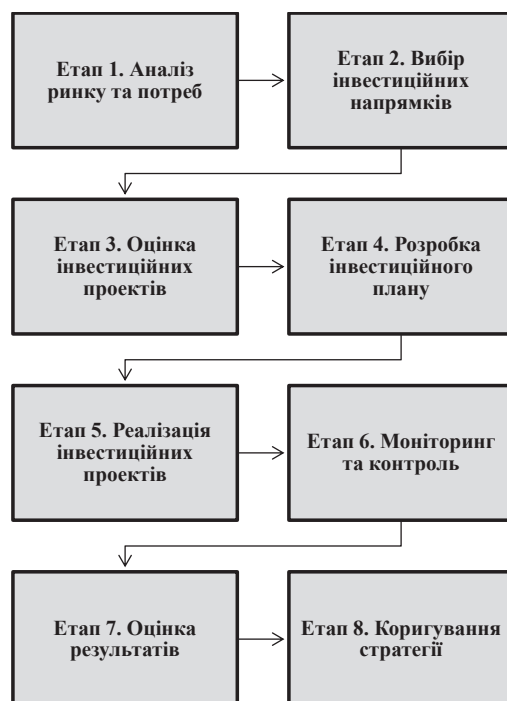 Етап 1. Аналіз
ринку та потреб
Етап 2. Вибір
інвестиційних
напрямків
Етап 3. Оцінка
інвестиційних
проектів
Етап 4. Розробка
інвестиційного
плану
Етап 5. Реалізація
інвестиційних
проектів
Етап 6. Моніторинг
та контроль
Етап 7. Оцінка
результатів
Етап 8. Коригування
стратегії